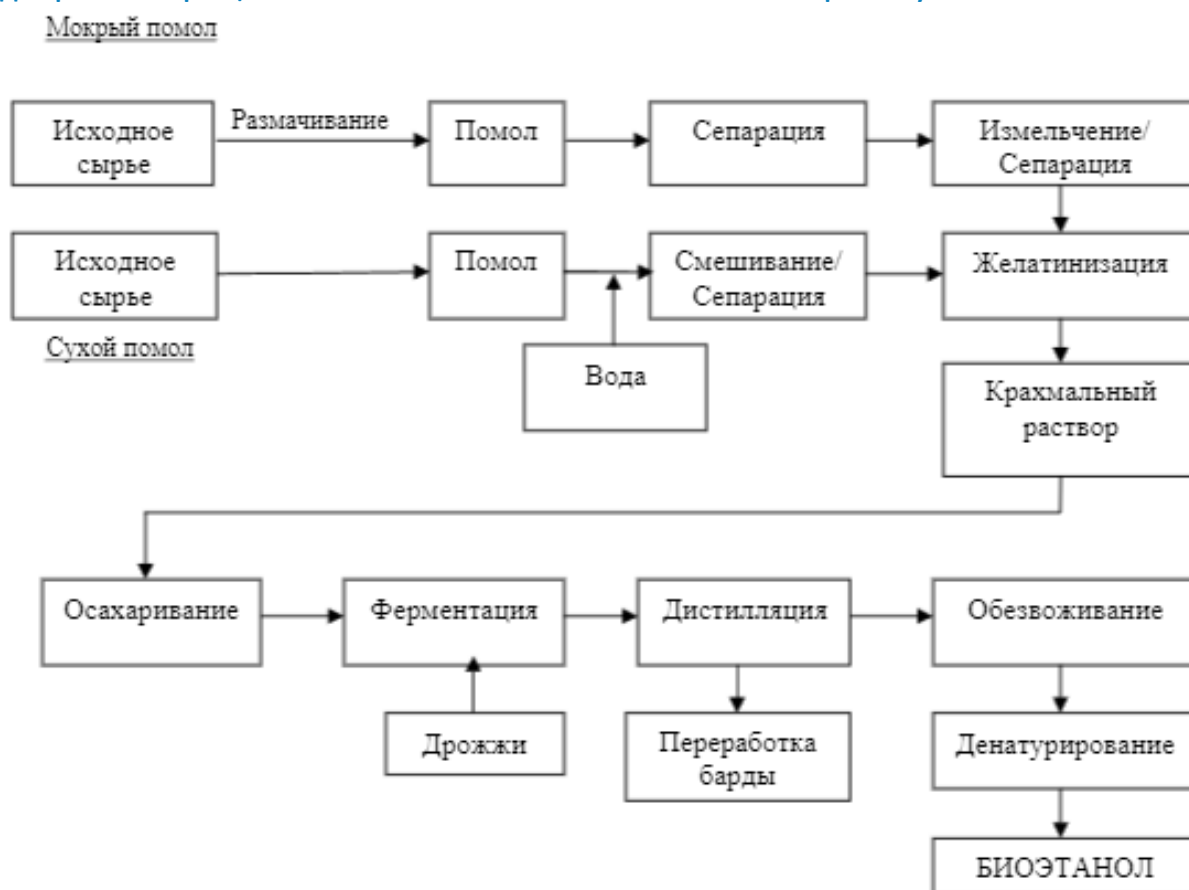 Мокрый помол
Исходное
сырье
Размачивание
Помол
Сепарация
Измельчение/
Сепарация
Исходное
сырье
Помол
Смешивание/
Сепарация
Желатинизация
Сухой помол
Вода
Крахмальный
раствор
Осахаривание
Ферментация
Дистилляция
Обезвоживание
Дрожжи
Переработка
барды
Денатурирование
БИОЭТАНОЛ